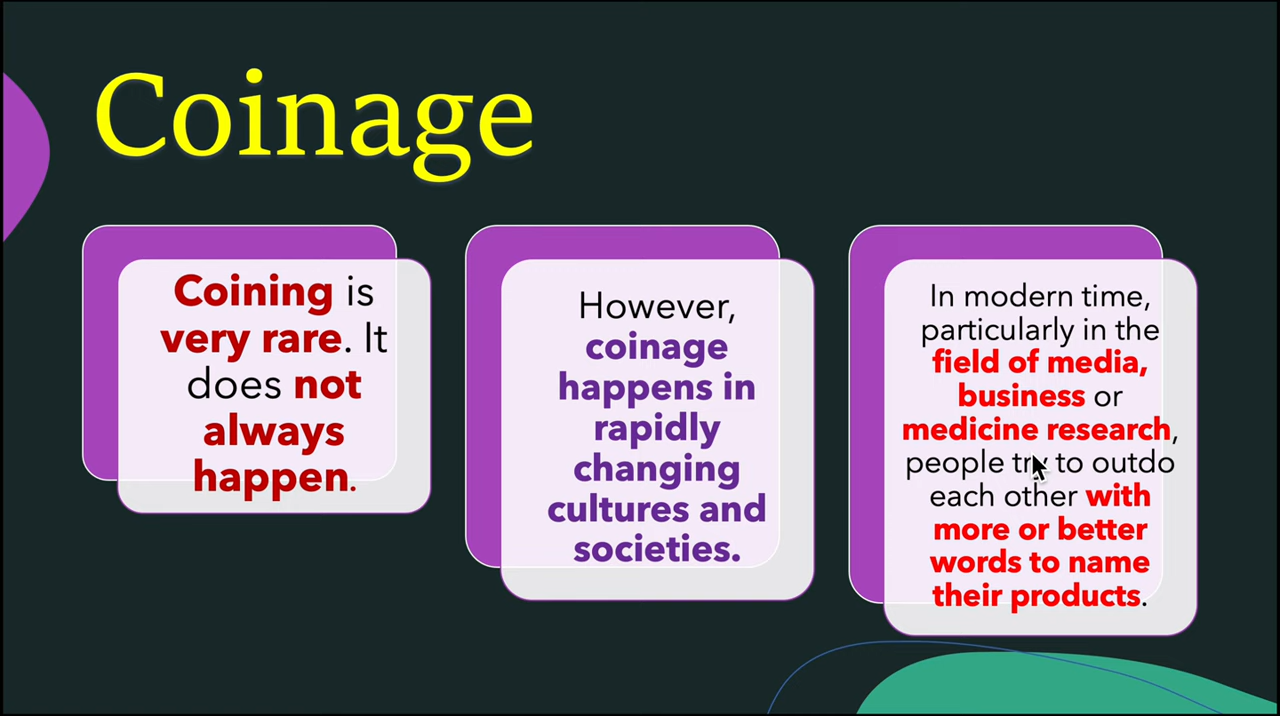 Coinage
Coining is
very rare. It
does not
always
happen.
However,
coinage
happens in
rapidly
changing
cultures and
societies.
In modern time,
particularly in the
field of media,
business or
medicine research,
people try to outdo
each other with
more or better
words to name
their products.